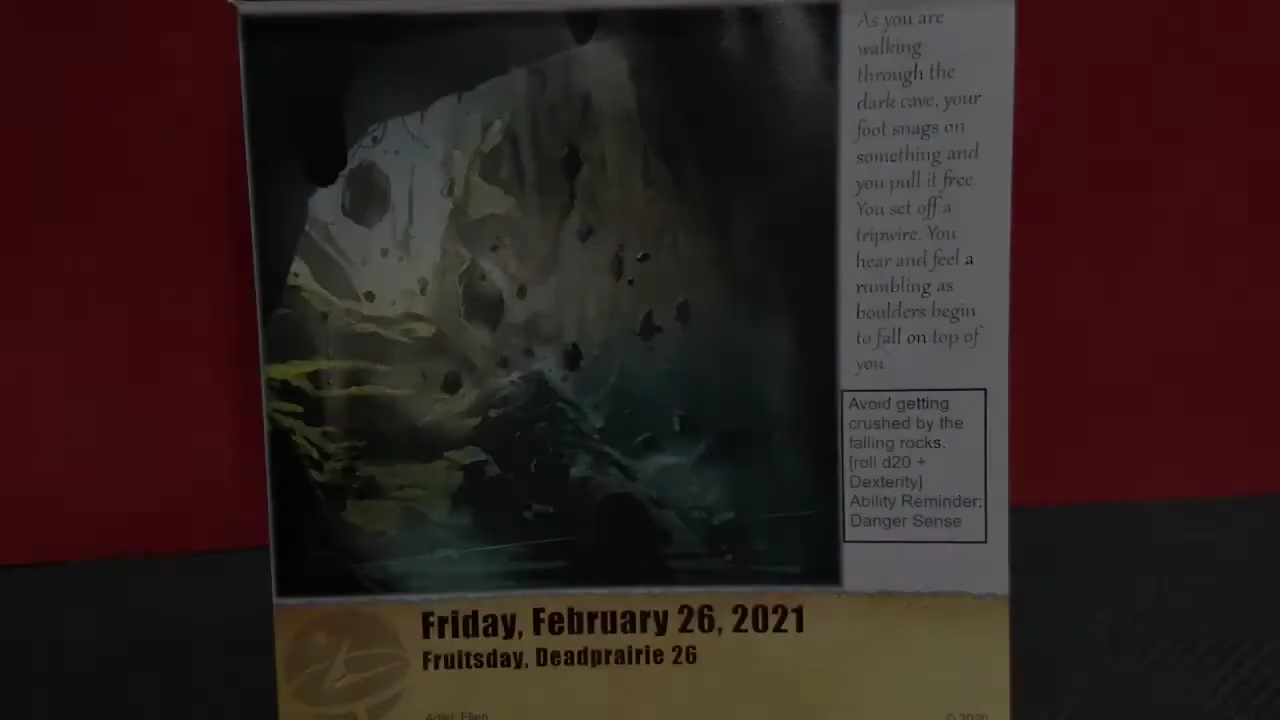 As you are
walking
through the
dark cave, your
foot snags on
something and
you pull it free
You set off a
tripwire. You
hear and feel a
rumbling as
boulders begin
to fall on top of
you
Avoid getting
crushed by the
falling rocks.
[roll d20 +
Dexterity]
Ability Reminder:
Danger Sense
Friday, February 26, 2021
Fruitsday, Deadprairie 26
Artist: Ellen
© 2020